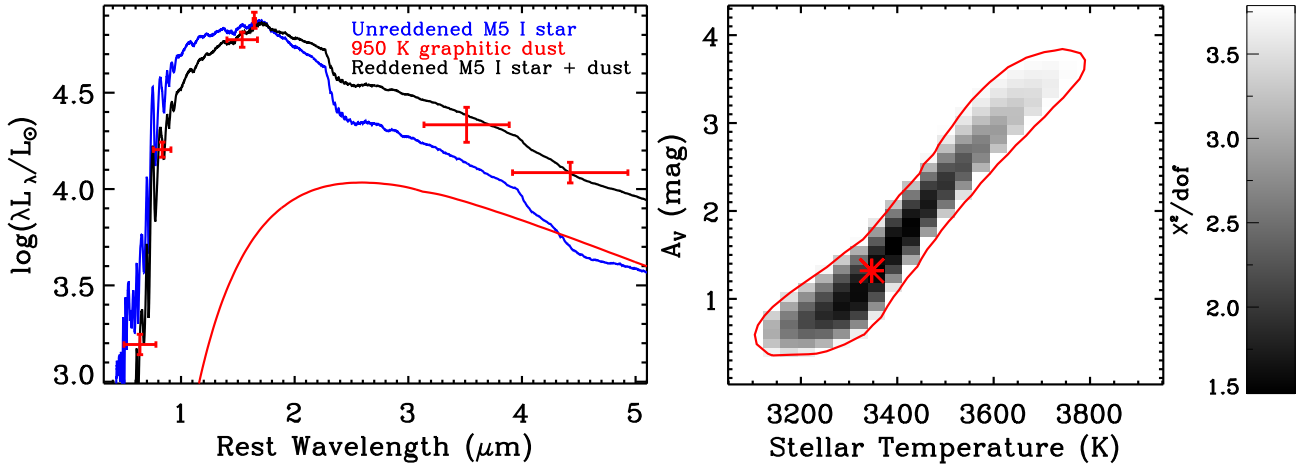 Unreddened M5 I star
950 K graphitic dust
Reddened M5 I star + dust
log(λL_λ/L_⊙)
4.5
4.0
3.5
3.0
1 2 3 4 5
Rest Wavelength (μm)
A_V (mag)
4
3
2
1
3200 3400 3600 3800
Stellar Temperature (K)
χ²/dof
3.5
3.0
2.5
2.0
1.5